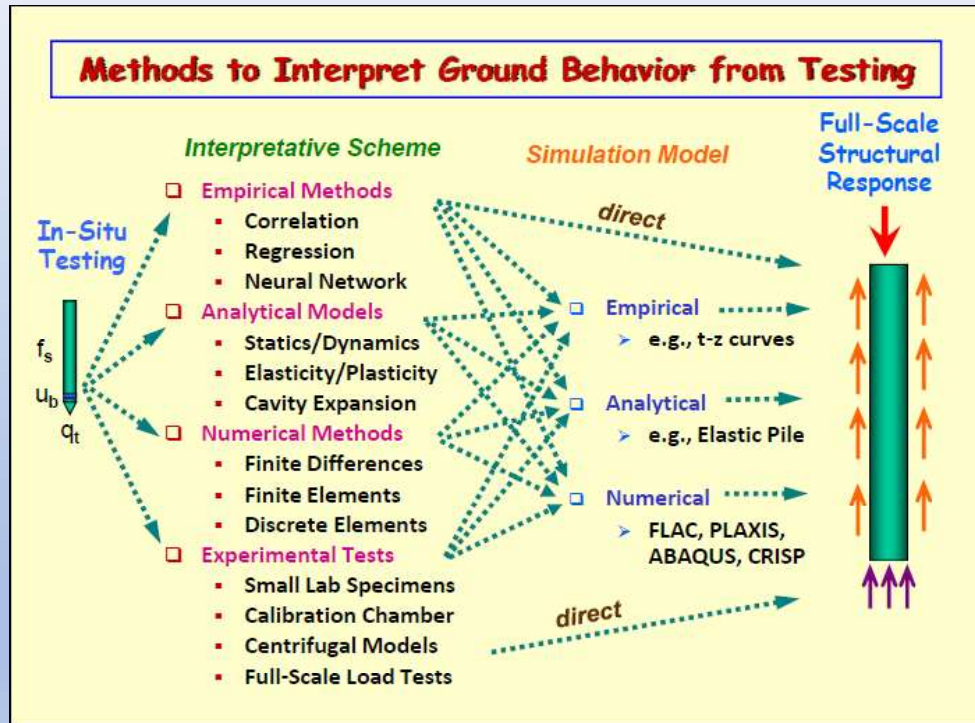 Methods to Interpret Ground Behavior from Testing
Interpretative Scheme
Simulation Model
Full-Scale
Structural
Response
In-Situ
Testing
fs
ub
qt
Empirical Methods
Correlation
Regression
Neural Network
Analytical Models
Statics/Dynamics
Elasticity/Plasticity
Cavity Expansion
Numerical Methods
Finite Differences
Finite Elements
Discrete Elements
Experimental Tests
Small Lab Specimens
Calibration Chamber
Centrifugal Models
Full-Scale Load Tests
direct
Empirical
e.g., t-z curves
Analytical
e.g., Elastic Pile
Numerical
FLAC, PLAXIS,
ABAQUS, CRISP
direct